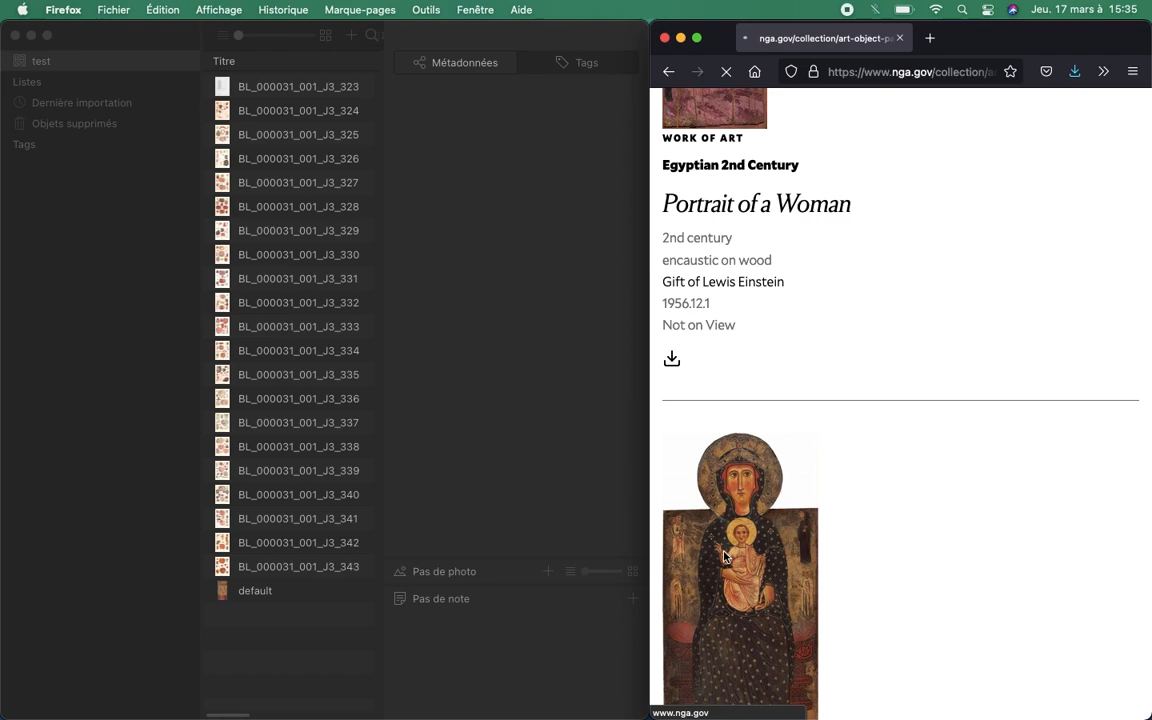 Firefox Fichier Édition Affichage Historique Marque-pages Outils Fenêtre Aide Jeu. 17 mars à 15:35
test
Listes
Dernière importation
Objets supprimés
Tags
Titre
BL_000031_001_J3_323
BL_000031_001_J3_324
BL_000031_001_J3_325
BL_000031_001_J3_326
BL_000031_001_J3_327
BL_000031_001_J3_328
BL_000031_001_J3_329
BL_000031_001_J3_330
BL_000031_001_J3_331
BL_000031_001_J3_332
BL_000031_001_J3_333
BL_000031_001_J3_334
BL_000031_001_J3_335
BL_000031_001_J3_336
BL_000031_001_J3_337
BL_000031_001_J3_338
BL_000031_001_J3_339
BL_000031_001_J3_340
BL_000031_001_J3_341
BL_000031_001_J3_342
BL_000031_001_J3_343
default
Métadonnées Tags
Pas de photo
Pas de note
nga.gov/collection/art-object-pa
https://www.nga.gov/collection/a
WORK OF ART
Egyptian 2nd Century
Portrait of a Woman
2nd century
encaustic on wood
Gift of Lewis Einstein
1956.12.1
Not on View
www.nga.gov